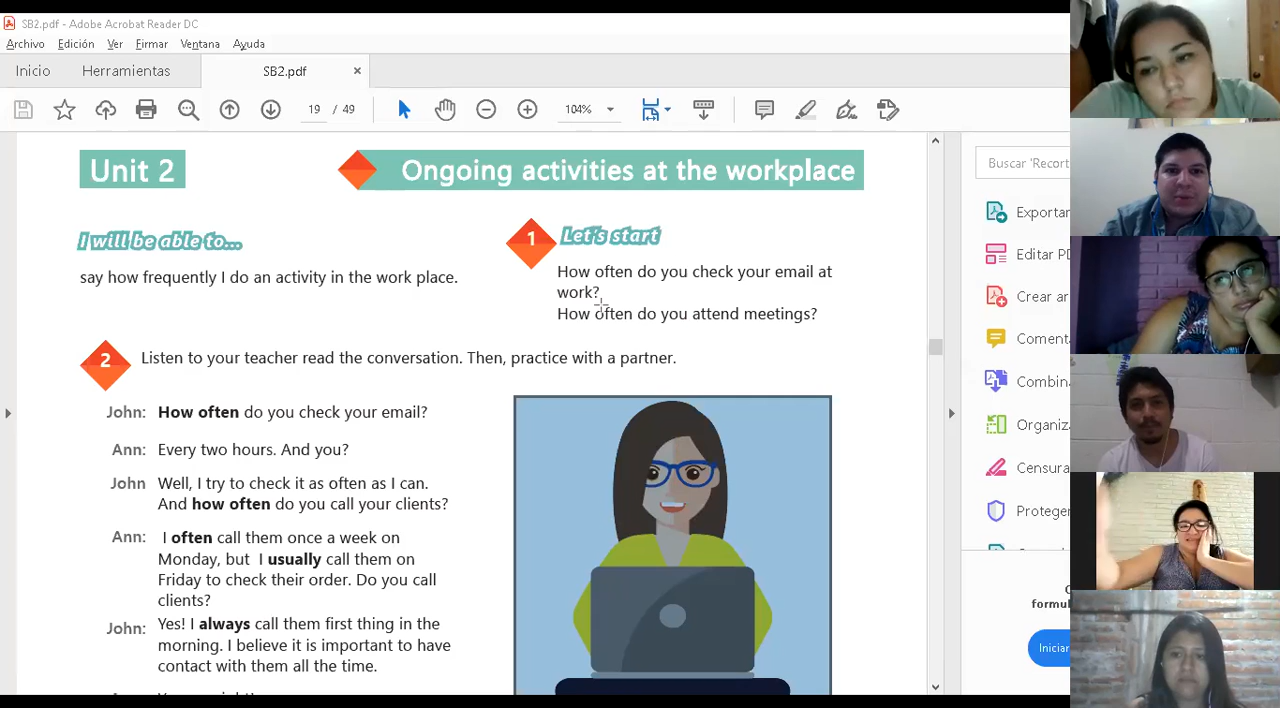 SB2.pdf - Adobe Acrobat Reader DC
Archivo Edición Ver Firmar Ventana Ayuda
Inicio Herramientas SB2.pdf ×
19 / 49 104%
Unit 2 Ongoing activities at the workplace
I will be able to...
say how frequently I do an activity in the work place.
1 Let's start
How often do you check your email at
work?
How often do you attend meetings?
2 Listen to your teacher read the conversation. Then, practice with a partner.
John: How often do you check your email?
Ann: Every two hours. And you?
John Well, I try to check it as often as I can.
And how often do you call your clients?
Ann: I often call them once a week on
Monday, but I usually call them on
Friday to check their order. Do you call
clients?
John: Yes! I always call them first thing in the
morning. I believe it is important to have
contact with them all the time.
Buscar 'Recort
Exportar
Editar PD
Crear ar
Comenta
Combin
Organiza
Censura
Proteger
formul
Iniciar